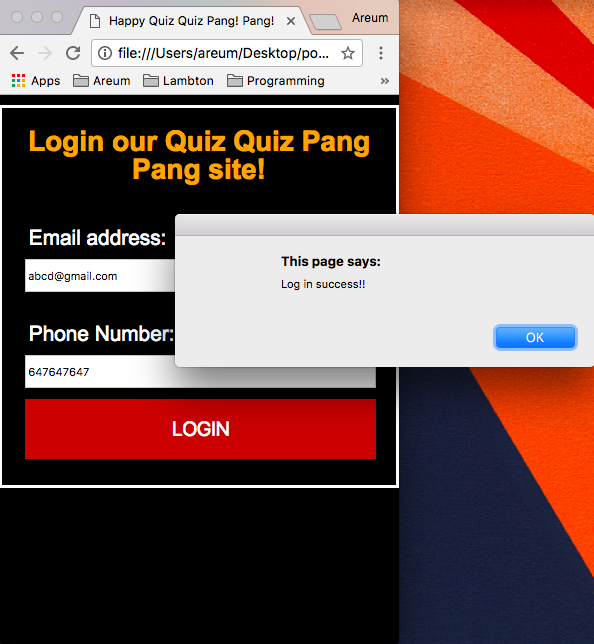 Happy Quiz Quiz Pang! Pang!
Areum
file:///Users/areum/Desktop/po...
Apps
Areum
Lambton
Programming
»
Login our Quiz Quiz Pang
Pang site!
Email address:
abcd@gmail.com
This page says:
Log in success!!
OK
Phone Number:
647647647
LOGIN